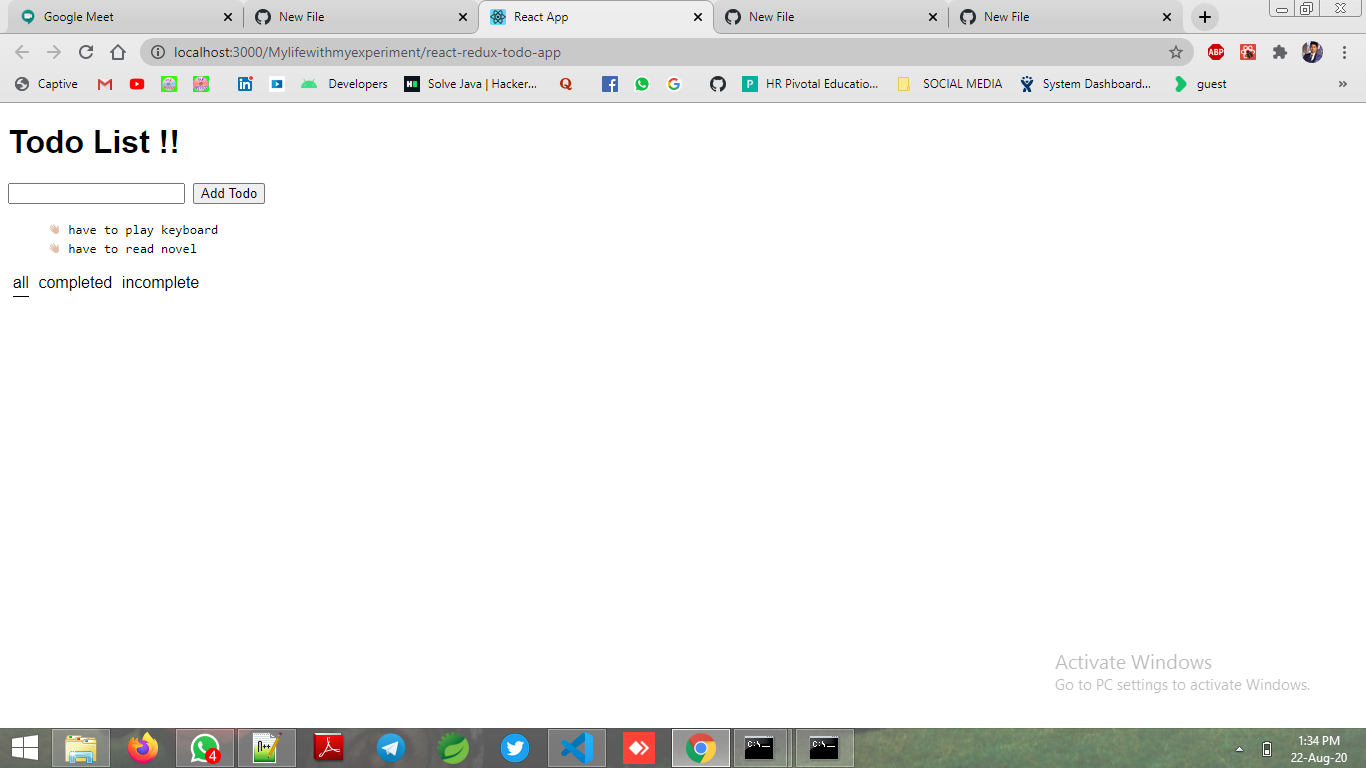 Google Meet
New File
React App
New File
New File
localhost:3000/Mylifewithmyexperiment/react-redux-todo-app
ABP
Captive
Developers
Solve Java | Hacker...
HR Pivotal Educatio...
SOCIAL MEDIA
System Dashboard...
guest
Todo List !!
Add Todo
👋🏻 have to play keyboard
👋🏻 have to read novel
all completed incomplete
Activate Windows
Go to PC settings to activate Windows.
4
1:34 PM
22-Aug-20